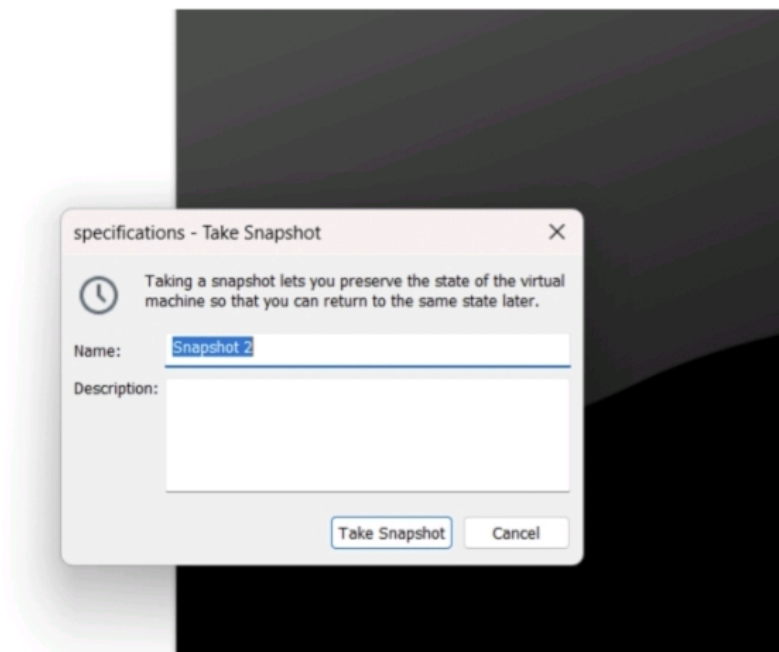 specifications - Take Snapshot
Taking a snapshot lets you preserve the state of the virtual
machine so that you can return to the same state later.
Name:
Snapshot 2
Description:
Take Snapshot
Cancel